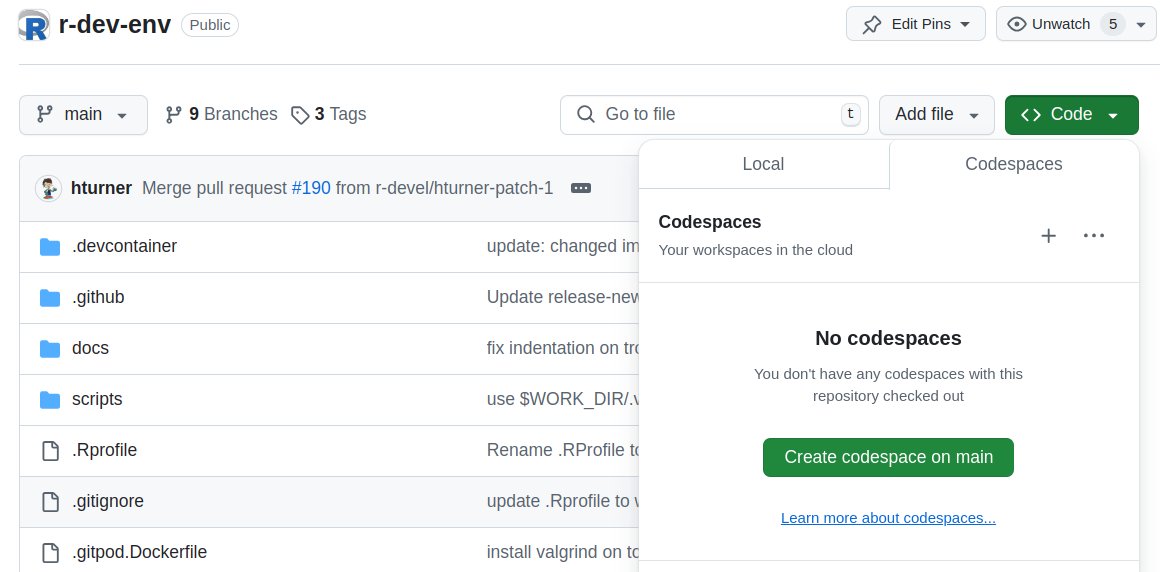 r-dev-env Public Edit Pins Unwatch 5
main 9 Branches 3 Tags Go to file t Add file Code
Local Codespaces
hturner Merge pull request #190 from r-devel/hturner-patch-1
Codespaces
Your workspaces in the cloud
.devcontainer update: changed im
.github Update release-new
No codespaces
docs fix indentation on tro
You don't have any codespaces with this
repository checked out
scripts use $WORK_DIR/.v
.Rprofile Rename .RProfile to
Create codespace on main
.gitignore update .Rprofile to w
Learn more about codespaces...
.gitpod.Dockerfile install valgrind on to